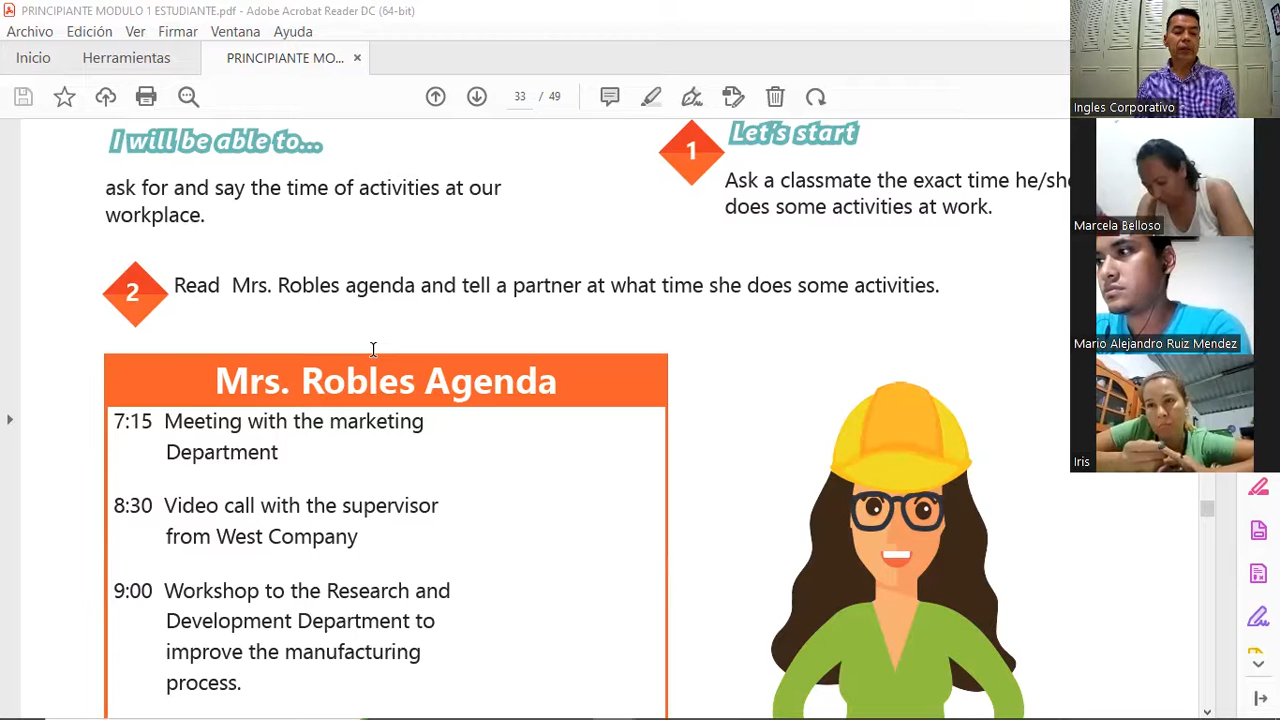 PRINCIPIANTE MODULO 1 ESTUDIANTE.pdf - Adobe Acrobat Reader DC (64-bit)
Archivo Edición Ver Firmar Ventana Ayuda
Inicio Herramientas PRINCIPIANTE MO... ×
33 / 49
I will be able to...
ask for and say the time of activities at our
workplace.
1 Let's start
Ask a classmate the exact time he/she
does some activities at work.
2 Read Mrs. Robles agenda and tell a partner at what time she does some activities.
Mrs. Robles Agenda
7:15 Meeting with the marketing
Department
8:30 Video call with the supervisor
from West Company
9:00 Workshop to the Research and
Development Department to
improve the manufacturing
process.
Ingles Corporativo
Marcela Belloso
Mario Alejandro Ruiz Mendez
Iris